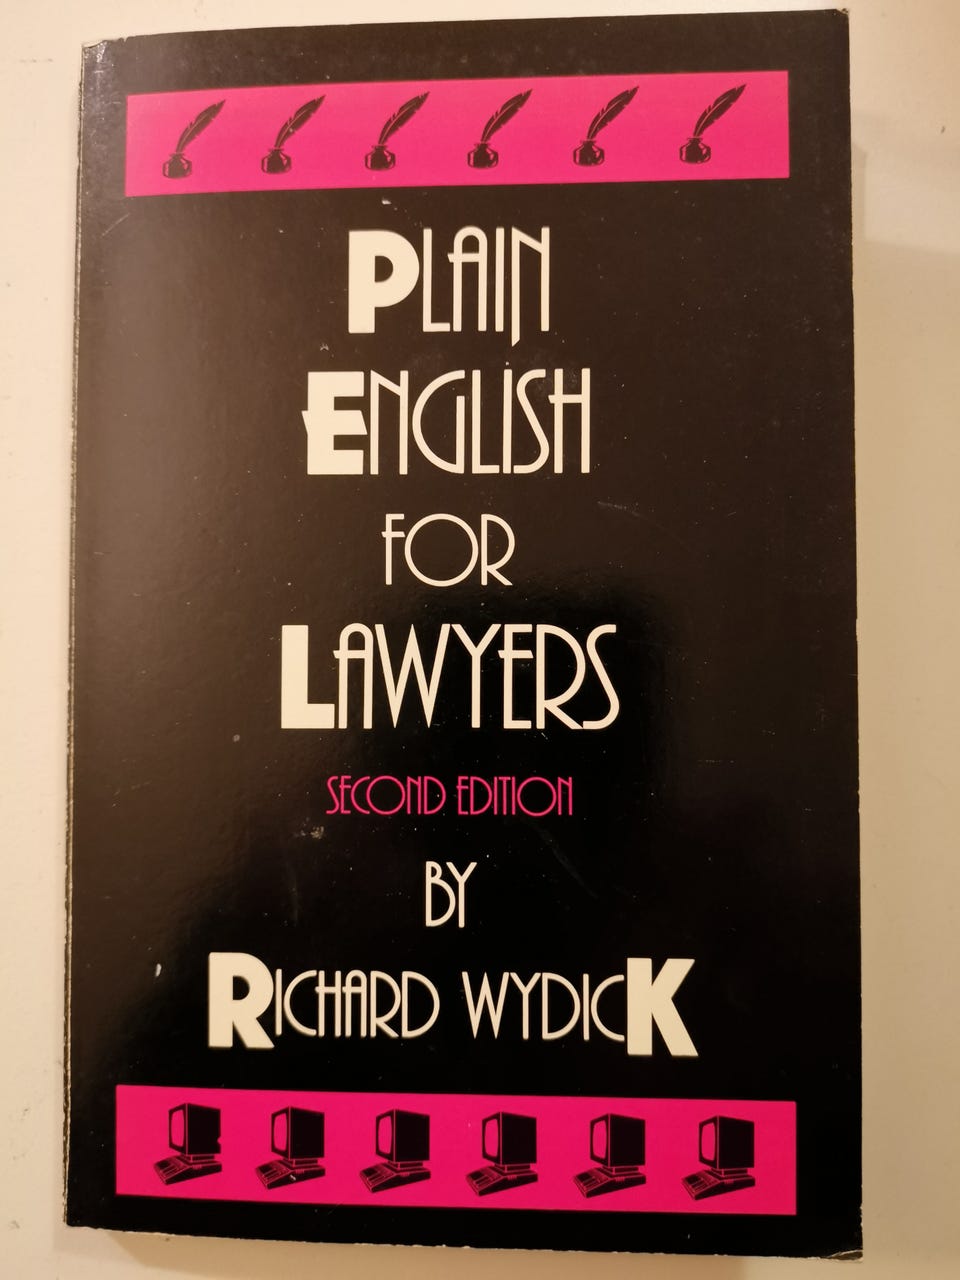 PLAIN
ENGLISH
FOR
LAWYERS
SECOND EDITION
BY
RICHARD WYDICK